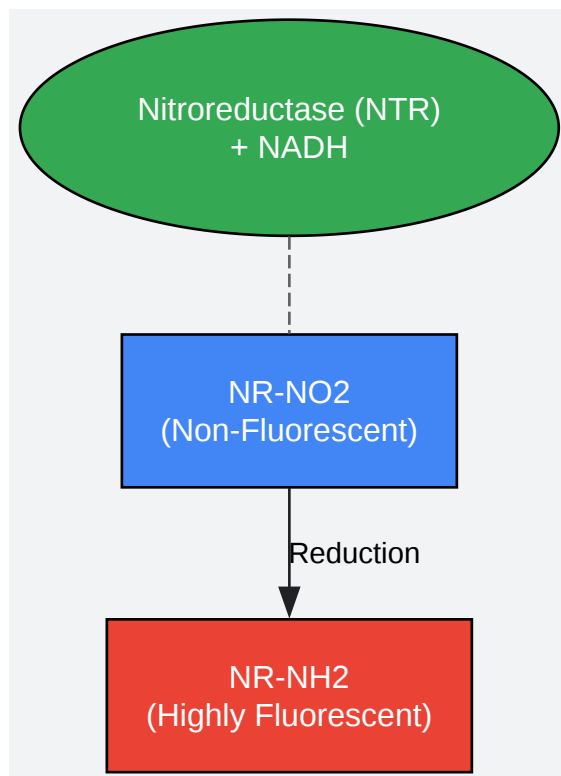 Nitroreductase (NTR)
+ NADH
NR-NO2
(Non-Fluorescent)
Reduction
NR-NH2
(Highly Fluorescent)